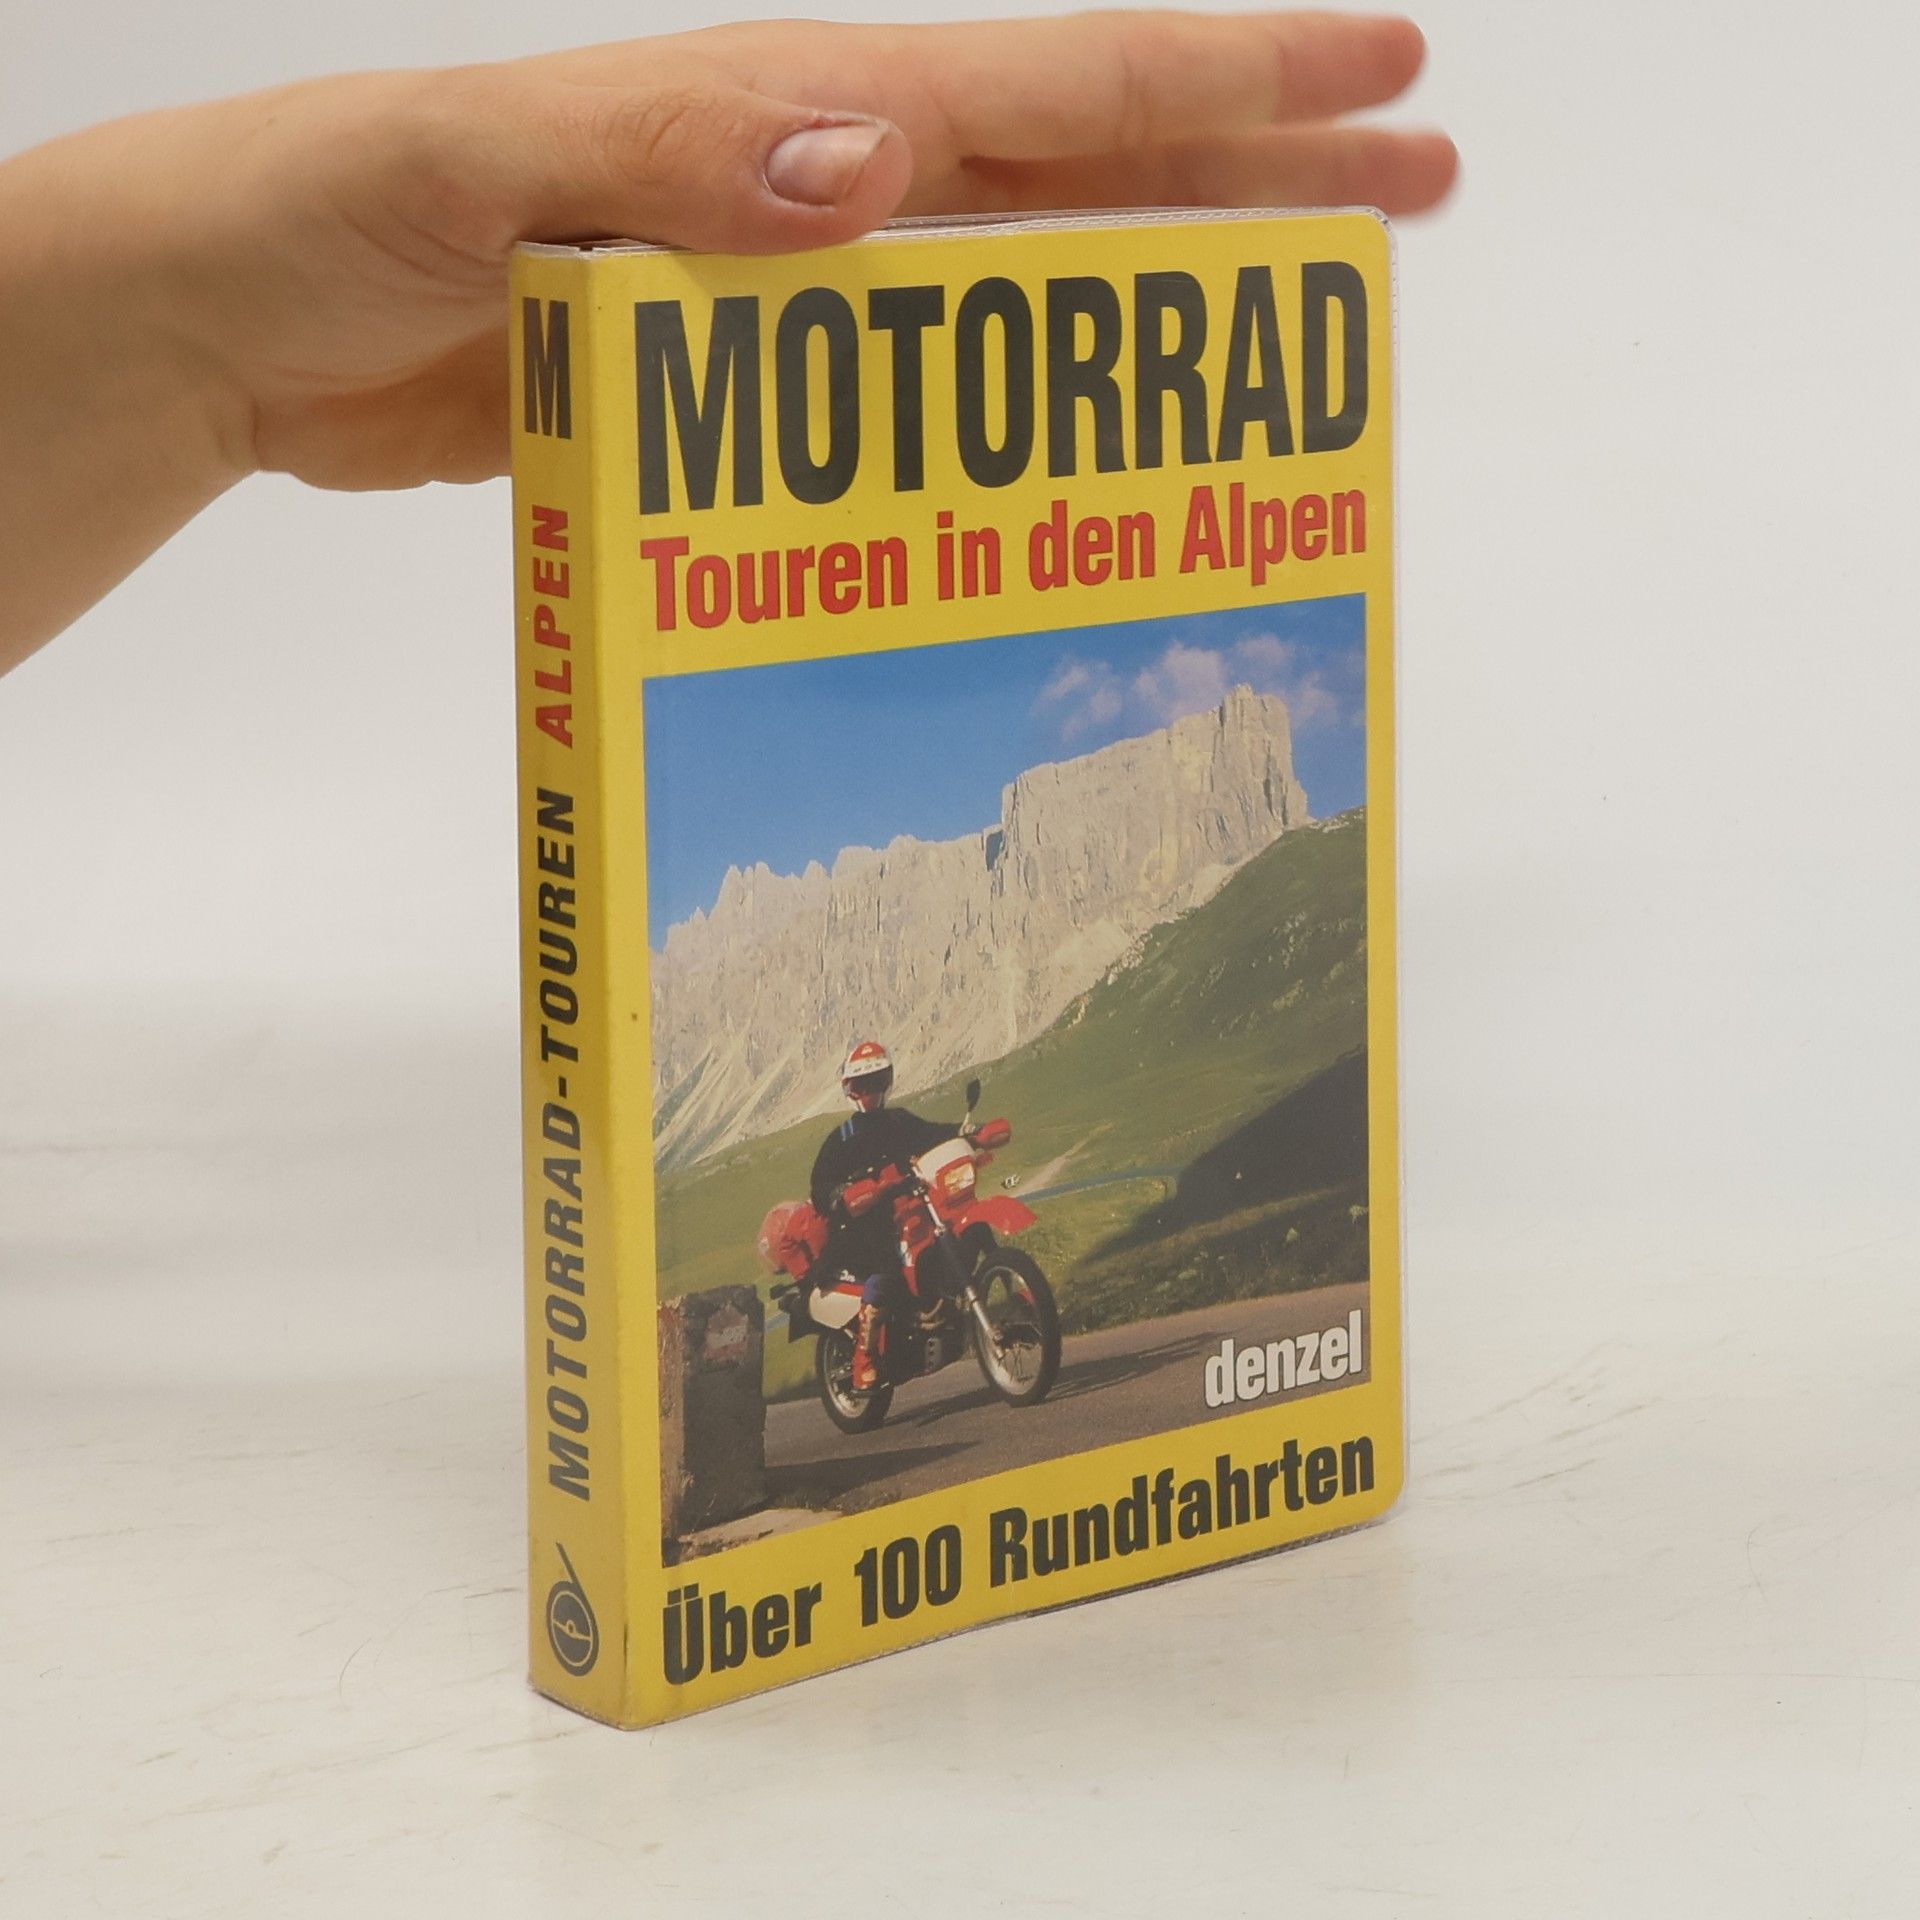 M
MOTORRAD-TOUREN ALPEN
MOTORRAD
Touren in den Alpen
denzel
Über 100 Rundfahrten